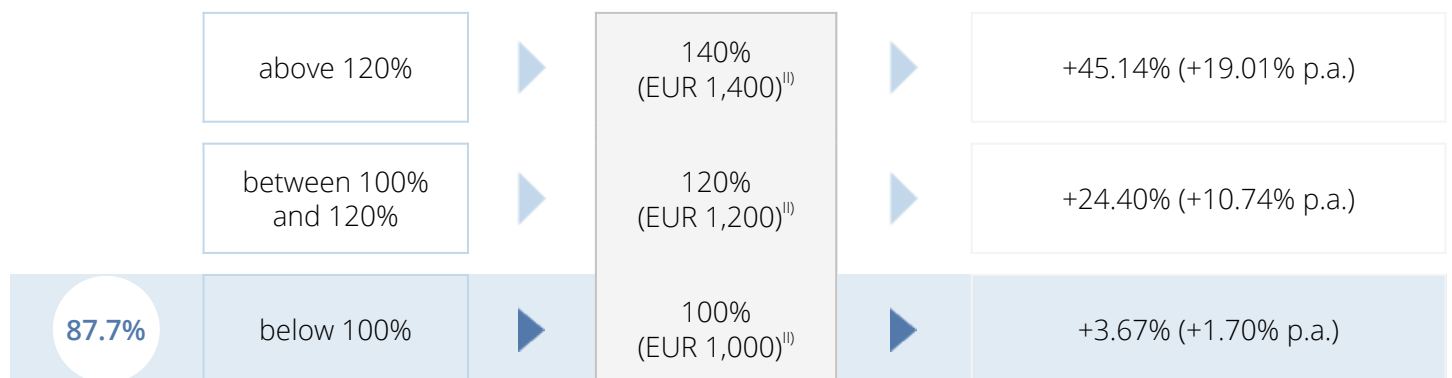 above 120%
140%
(EUR 1,400)II)
+45.14% (+19.01% p.a.)
between 100%
and 120%
120%
(EUR 1,200)II)
+24.40% (+10.74% p.a.)
87.7%
below 100%
100%
(EUR 1,000)II)
+3.67% (+1.70% p.a.)